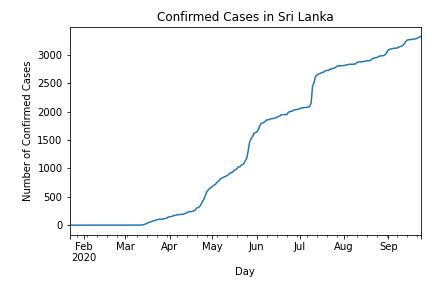 Confirmed Cases in Sri Lanka
Number of Confirmed Cases
3000
2500
2000
1500
1000
500
0
Feb Mar Apr May Jun Jul Aug Sep
2020
Day